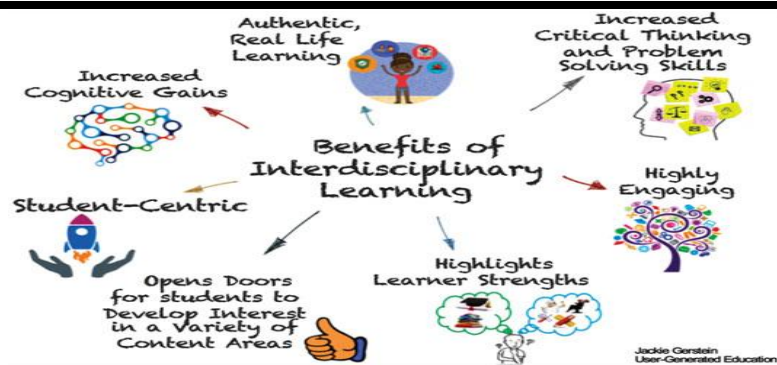 Authentic,
Real Life
Learning
Increased
Critical Thinking
and Problem
Solving Skills
Increased
Cognitive Gains
Benefits of
Interdisciplinary
Learning
Highly
Engaging
Student-Centric
Opens Doors
for students to
Develop Interest
in a Variety of
Content Areas
Highlights
Learner Strengths
Jackie Gerstein
User-Generated Education